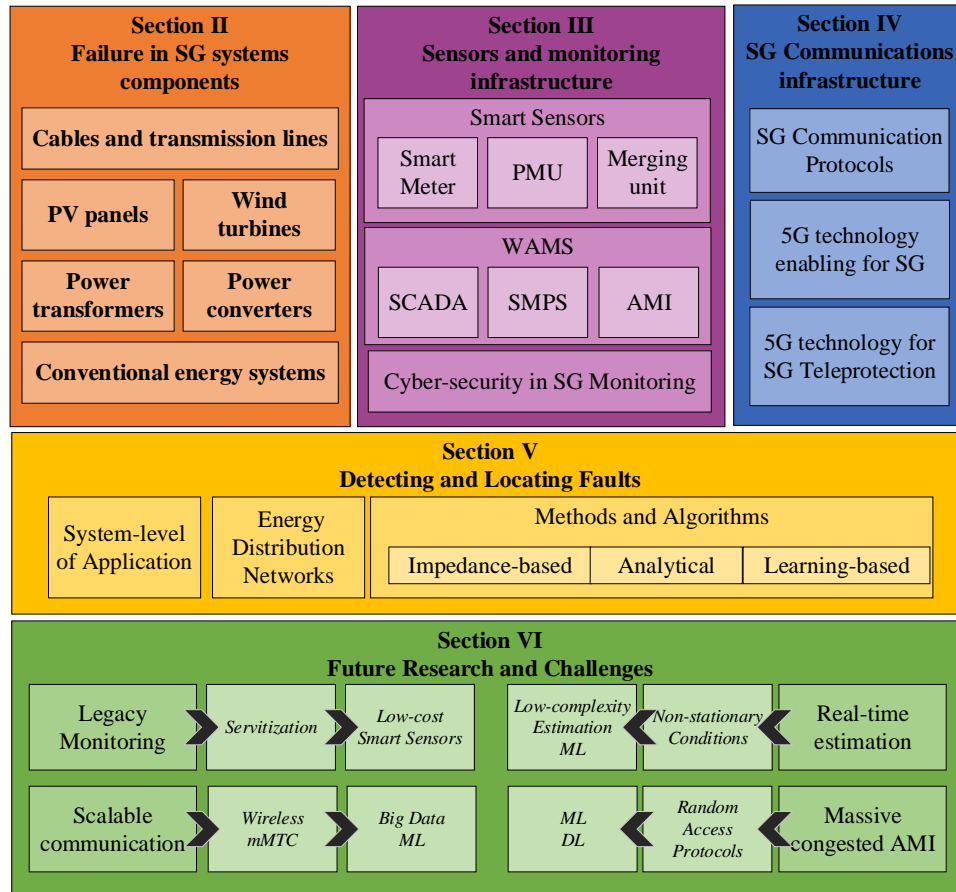 Section II
Failure in SG systems
components
Cables and transmission lines
PV panels
Wind
turbines
Power
transformers
Power
converters
Conventional energy systems
Section III
Sensors and monitoring
infrastructure
Smart Sensors
Smart
Meter
PMU
Merging
unit
WAMS
SCADA
SMPS
AMI
Cyber-security in SG Monitoring
Section IV
SG Communications
infrastructure
SG Communication
Protocols
5G technology
enabling for SG
5G technology for
SG Teleprotection
Section V
Detecting and Locating Faults
System-level
of Application
Energy
Distribution
Networks
Methods and Algorithms
Impedance-based
Analytical
Learning-based
Section VI
Future Research and Challenges
Legacy
Monitoring
Servitization
Low-cost
Smart Sensors
Low-complexity
Estimation
ML
Non-stationary
Conditions
Real-time
estimation
Scalable
communication
Wireless
mMTC
Big Data
ML
ML
DL
Random
Access
Protocols
Massive
congested AMI